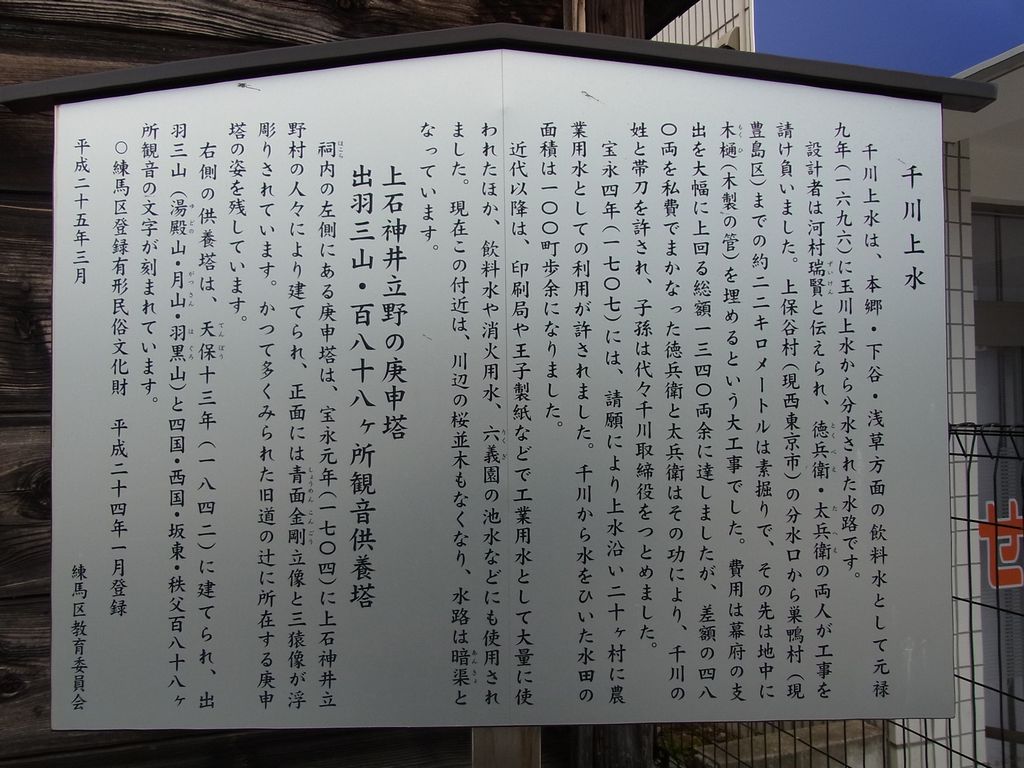 千川上水
千川上水は、本郷・下谷・浅草方面の飲料水として元禄
九年(一六九六)に玉川上水から分水された水路です。
設計者は河村瑞賢と伝えられ、徳兵衛・太兵衛の両人が工事を
請け負いました。上保谷村(現西東京市)の分水口から巣鴨村(現
豊島区)までの約二二キロメートルは素掘りで、その先は地中に
木樋(木製の管)を埋めるという大工事でした。費用は幕府の支
出を大幅に上回る総額一三四〇両余に達しましたが、差額の四八
〇両を私費でまかなった徳兵衛と太兵衛はその功により、千川の
姓と帯刀を許され、子孫は代々千川取締役をつとめました。
宝永四年(一七〇七)には、請願により上水沿い二十ヶ村に農
業用水としての利用が許されました。千川から水をひいた水田の
面積は一〇〇町歩余になりました。
近代以降は、印刷局や王子製紙などで工業用水として大量に使
われたほか、飲料水や消火用水、六義園の池水などにも使用され
ました。現在この付近は、川辺の桜並木もなくなり、水路は暗渠と
なっています。
上石神井立野の庚申塔
出羽三山・百八十八ヶ所観音供養塔
祠内の左側にある庚申塔は、宝永元年(一七〇四)に上石神井立
野村の人々により建てられ、正面には青面金剛立像と三猿像が浮
彫りされています。かつて多くみられた旧道の辻に所在する庚申
塔の姿を残しています。
右側の供養塔は、天保十三年(一八四二)に建てられ、出
羽三山(湯殿山・月山・羽黒山)と四国・西国・坂東・秩父百八十八ヶ
所観音の文字が刻まれています。
〇練馬区登録有形民俗文化財 平成二十四年一月登録
平成二十五年三月
練馬区教育委員会
せ